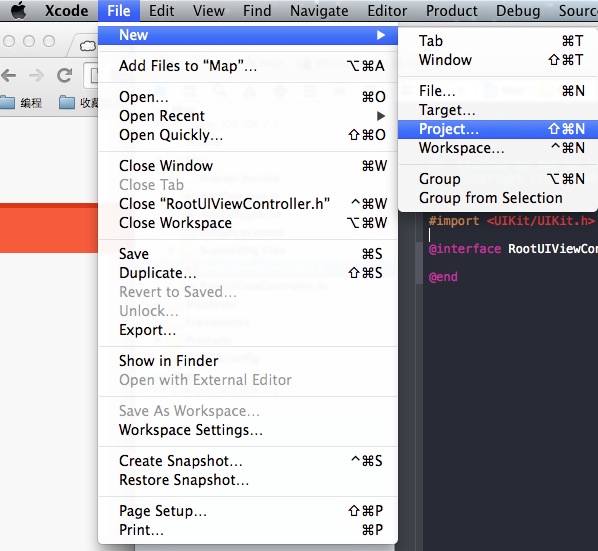 Xcode File Edit View Find Navigate Editor Product Debug Sourc
New
Add Files to “Map”… ⌥⌘A
Open… ⌘O
Open Recent
Open Quickly… ⇧⌘O
Close Window ⌘W
Close Tab
Close “RootUIViewController.h” ^⌘W
Close Workspace ⌥⌘W
Save ⌘S
Duplicate… ⇧⌘S
Revert to Saved…
Unlock…
Export…
Show in Finder
Open with External Editor
Save As Workspace…
Workspace Settings…
Create Snapshot… ^⌘S
Restore Snapshot…
Page Setup… ⇧⌘P
Print… ⌘P
Tab ⌘T
Window ⇧⌘T
File… ⌘N
Target…
Project… ⇧⌘N
Workspace… ^⌘N
Group ⌥⌘N
Group from Selection
编程 收藏
#import <UIKit/UIKit.h>
@interface RootUIViewCon
@end